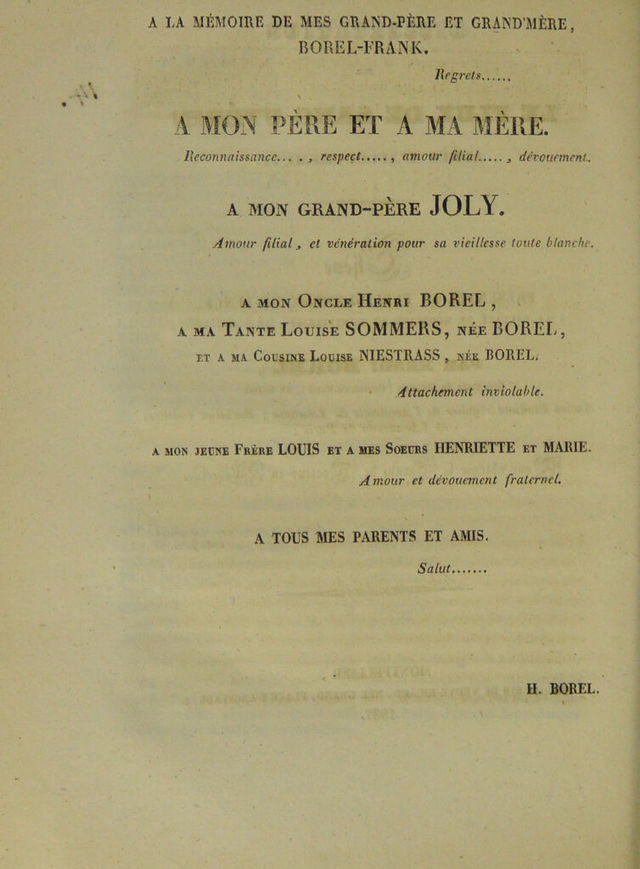 A LA MÉMOIRE DE MES GRAND-PÈRE ET GRAND'MÈRE,
BOREL-FRANK.
Regrets......
A MON PÈRE ET A MA MÈRE.
Reconnaissance... . , respect....., amour filial....., dévouement.
A MON GRAND-PÈRE JOLY.
Amour filial, et vénération pour sa vieillesse toute blanche.
A MON ONCLE HENRI BOREL,
A MA TANTE LOUISE SOMMERS, NÉE BOREL,
ET A MA COUSINE LOUISE NIESTRASS, NÉE BOREL.
Attachement inviolable.
A MON JEUNE FRÈRE LOUIS ET A MES SOEURS HENRIETTE ET MARIE.
Amour et dévouement fraternel.
A TOUS MES PARENTS ET AMIS.
Salut.......
H. BOREL.